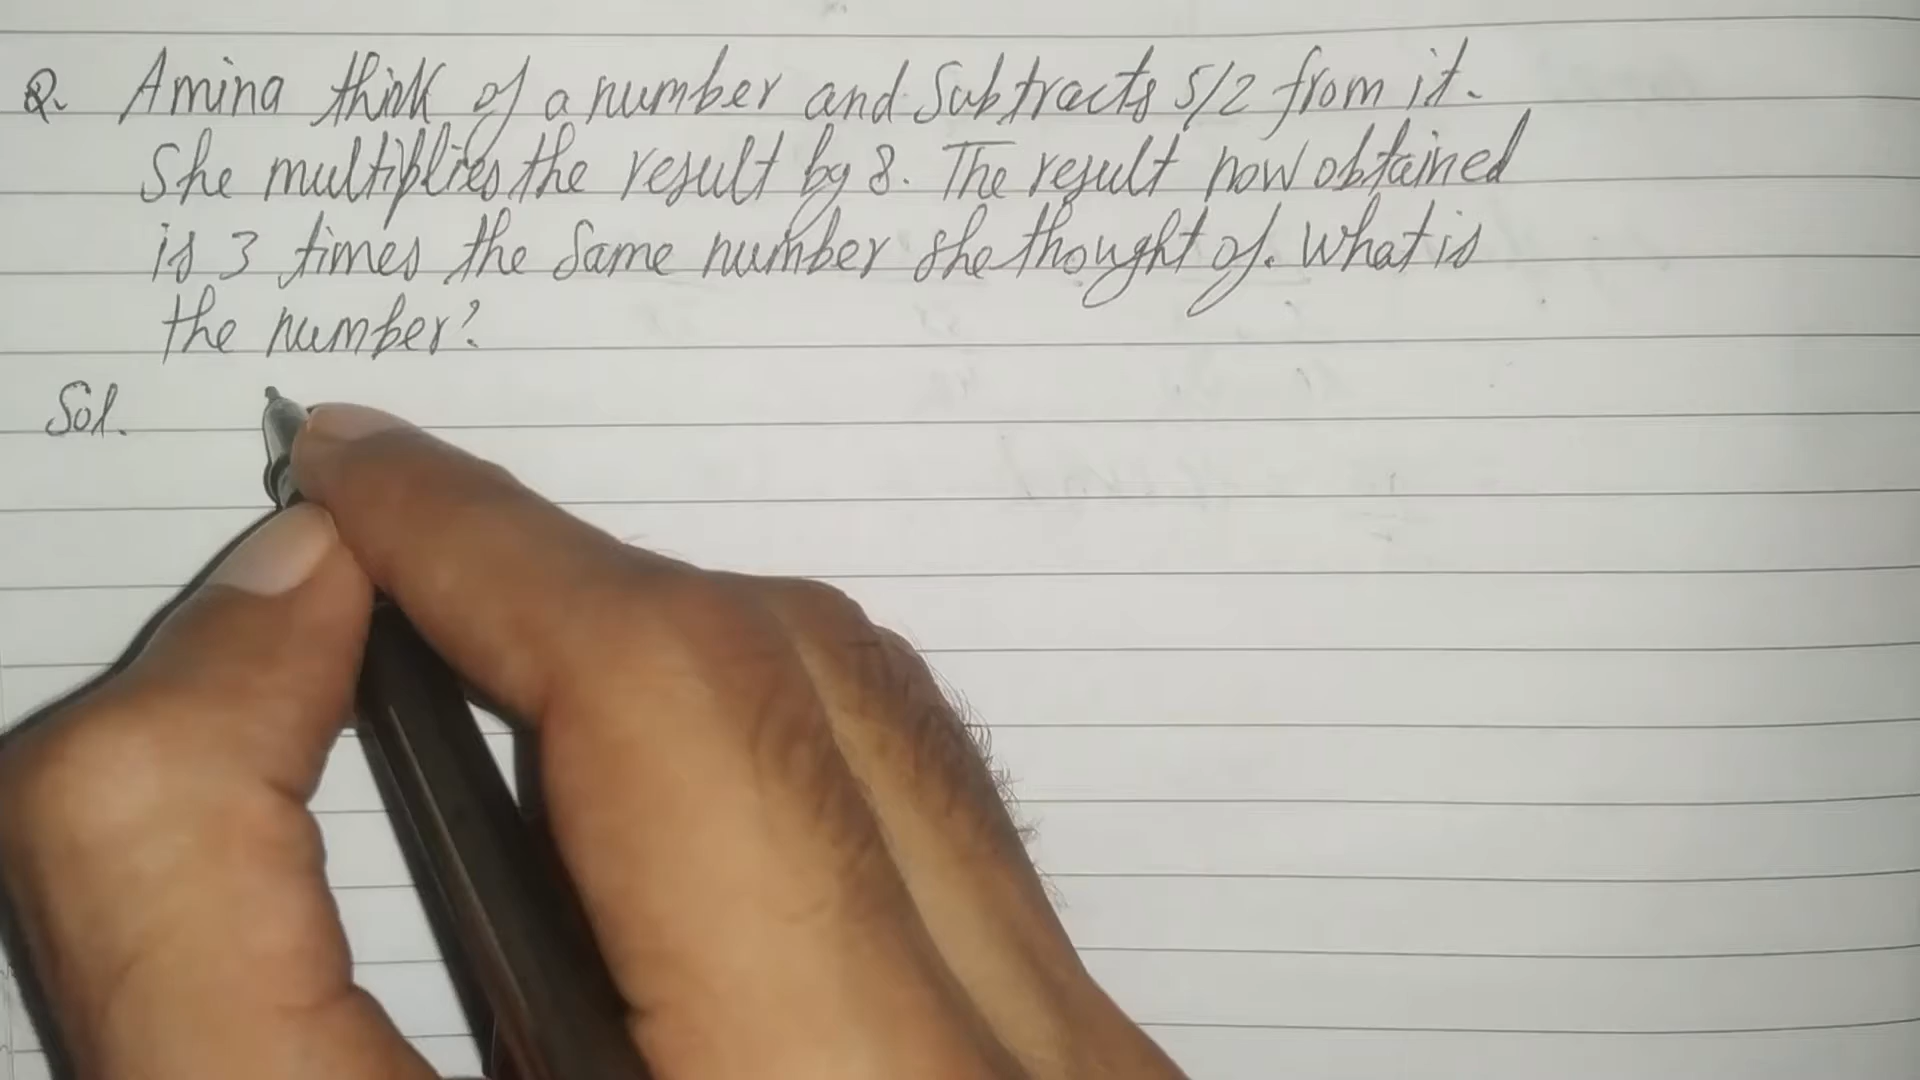 Q. Amina think of a number and Subtracts 5/2 from it.
She multiplies the result by 8. The result now obtained
is 3 times the same number she thought of. What is
the number?
Sol.